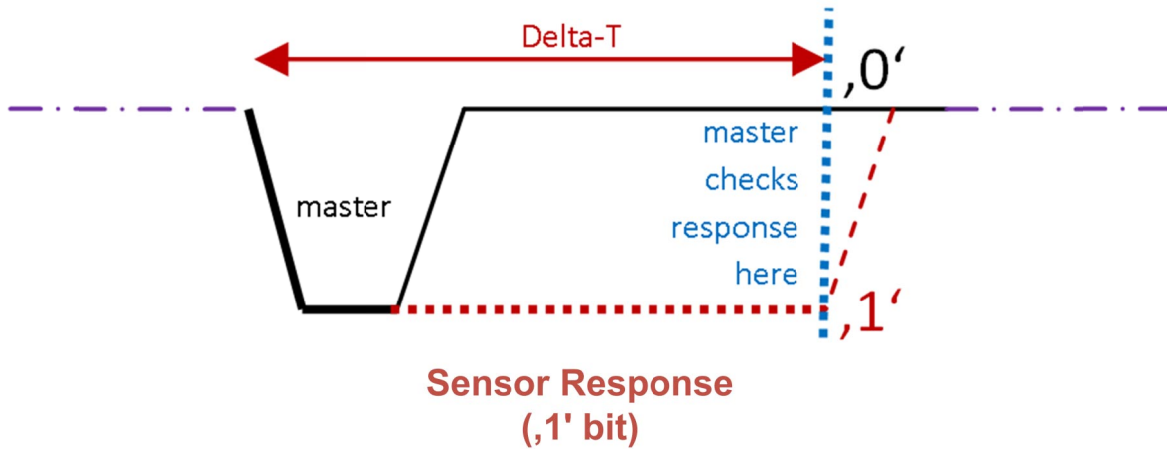 Delta-T
‚0‘
master
checks
response
here
master
‚1‘
Sensor Response
(‚1' bit)